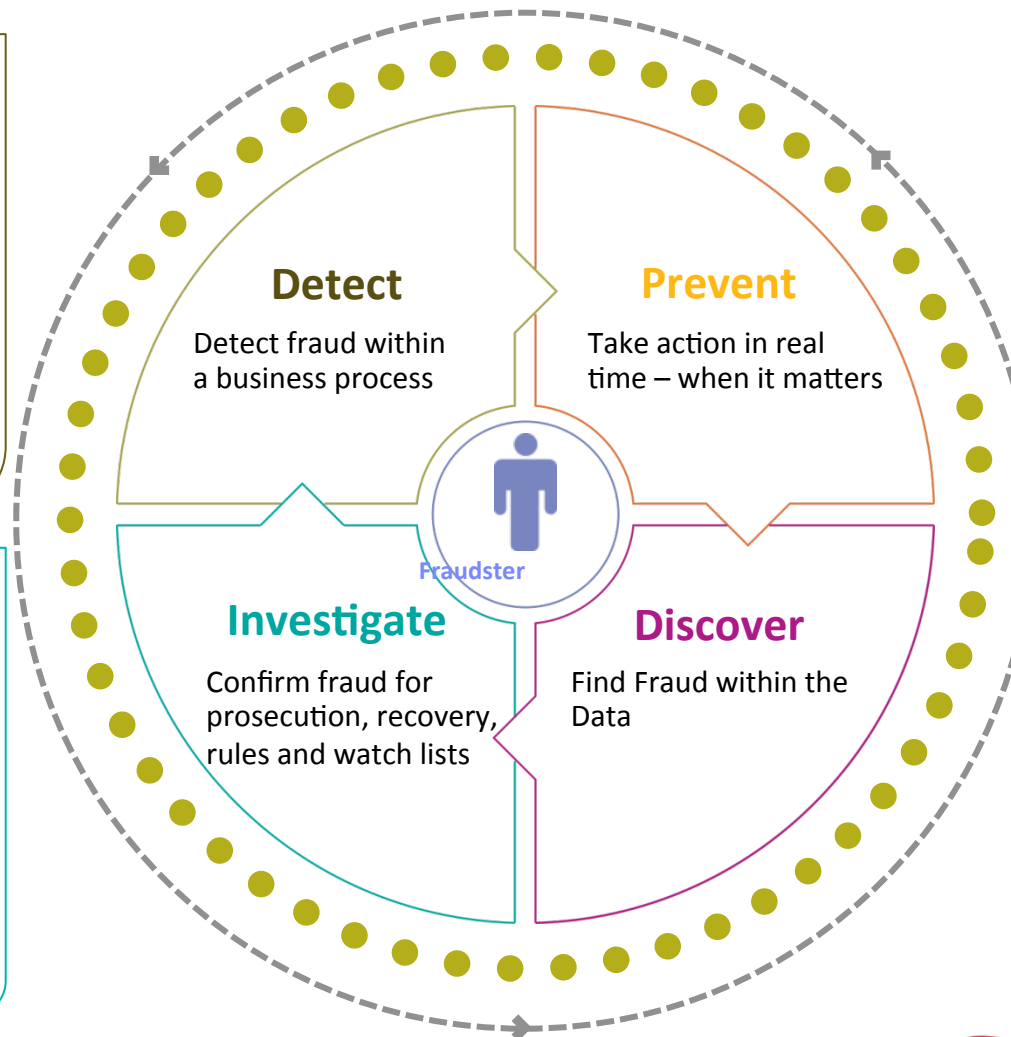 Detect
Detect fraud within
a business process
Prevent
Take action in real
time – when it matters
Fraudster
Investigate
Confirm fraud for
prosecution, recovery,
rules and watch lists
Discover
Find Fraud within the
Data